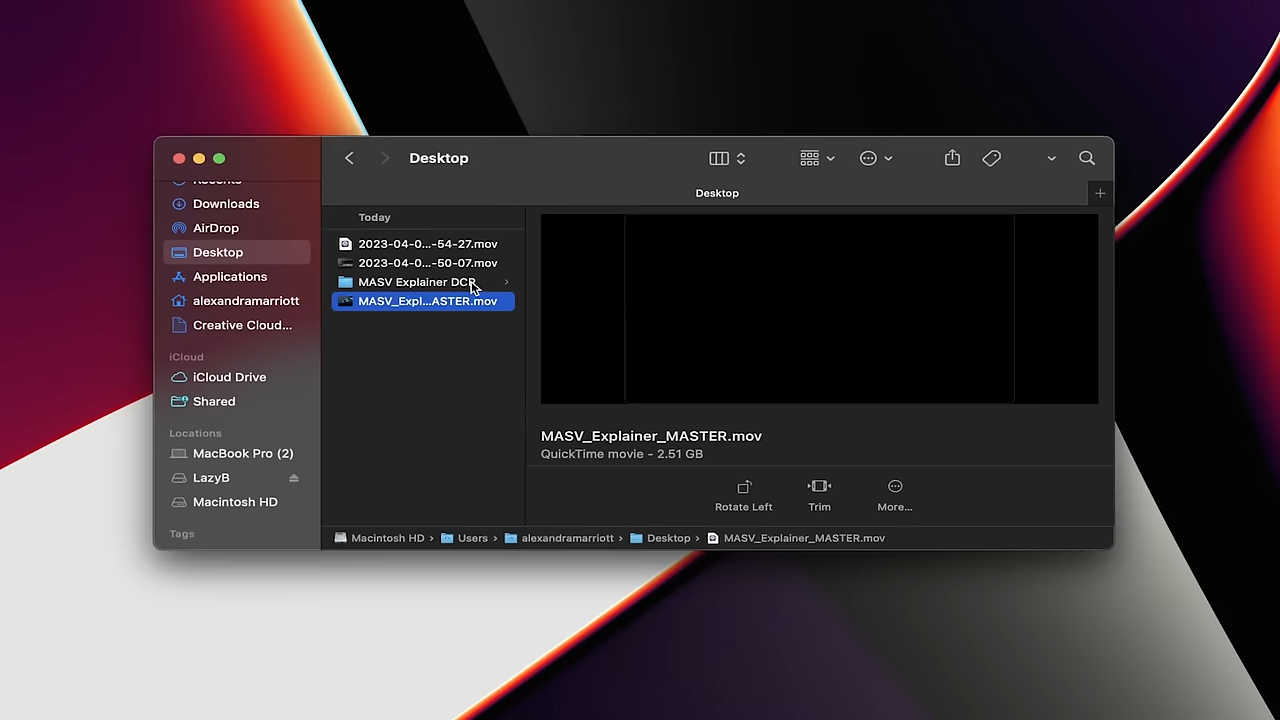 Desktop
Desktop
Recents
Downloads
AirDrop
Desktop
Applications
alexandramarriott
Creative Cloud...
iCloud
iCloud Drive
Shared
Locations
MacBook Pro (2)
LazyB
Macintosh HD
Tags
Today
2023-04-0...-54-27.mov
2023-04-0...-50-07.mov
MASV Explainer DCP
MASV_Expl...ASTER.mov
MASV_Explainer_MASTER.mov
QuickTime movie - 2.51 GB
Rotate Left
Trim
More...
Macintosh HD › Users › alexandramarriott › Desktop › MASV_Explainer_MASTER.mov